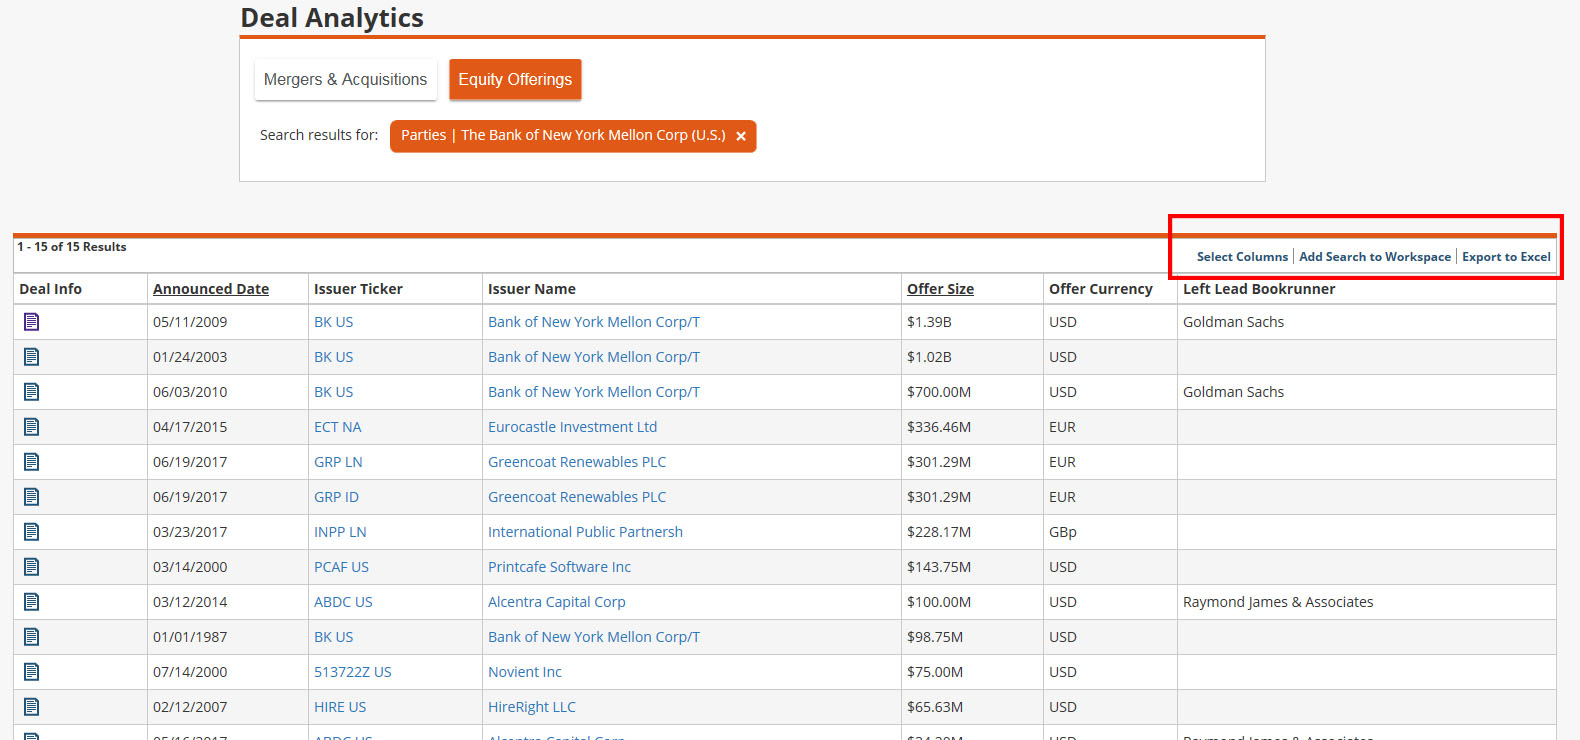 Deal Analytics
Mergers & Acquisitions Equity Offerings
Search results for: Parties | The Bank of New York Mellon Corp (U.S.) ×
1 - 15 of 15 Results
Select Columns | Add Search to Workspace | Export to Excel
Deal Info Announced Date Issuer Ticker Issuer Name Offer Size Offer Currency Left Lead Bookrunner
05/11/2009 BK US Bank of New York Mellon Corp/T $1.39B USD Goldman Sachs
01/24/2003 BK US Bank of New York Mellon Corp/T $1.02B USD
06/03/2010 BK US Bank of New York Mellon Corp/T $700.00M USD Goldman Sachs
04/17/2015 ECT NA Eurocastle Investment Ltd $336.46M EUR
06/19/2017 GRP LN Greencoat Renewables PLC $301.29M EUR
06/19/2017 GRP ID Greencoat Renewables PLC $301.29M EUR
03/23/2017 INPP LN International Public Partnersh $228.17M GBp
03/14/2000 PCAF US Printcafe Software Inc $143.75M USD
03/12/2014 ABDC US Alcentra Capital Corp $100.00M USD Raymond James & Associates
01/01/1987 BK US Bank of New York Mellon Corp/T $98.75M USD
07/14/2000 513722Z US Novient Inc $75.00M USD
02/12/2007 HIRE US HireRight LLC $65.63M USD
ABDC US Alcentra Capital Corp USD Raymond James & Associates